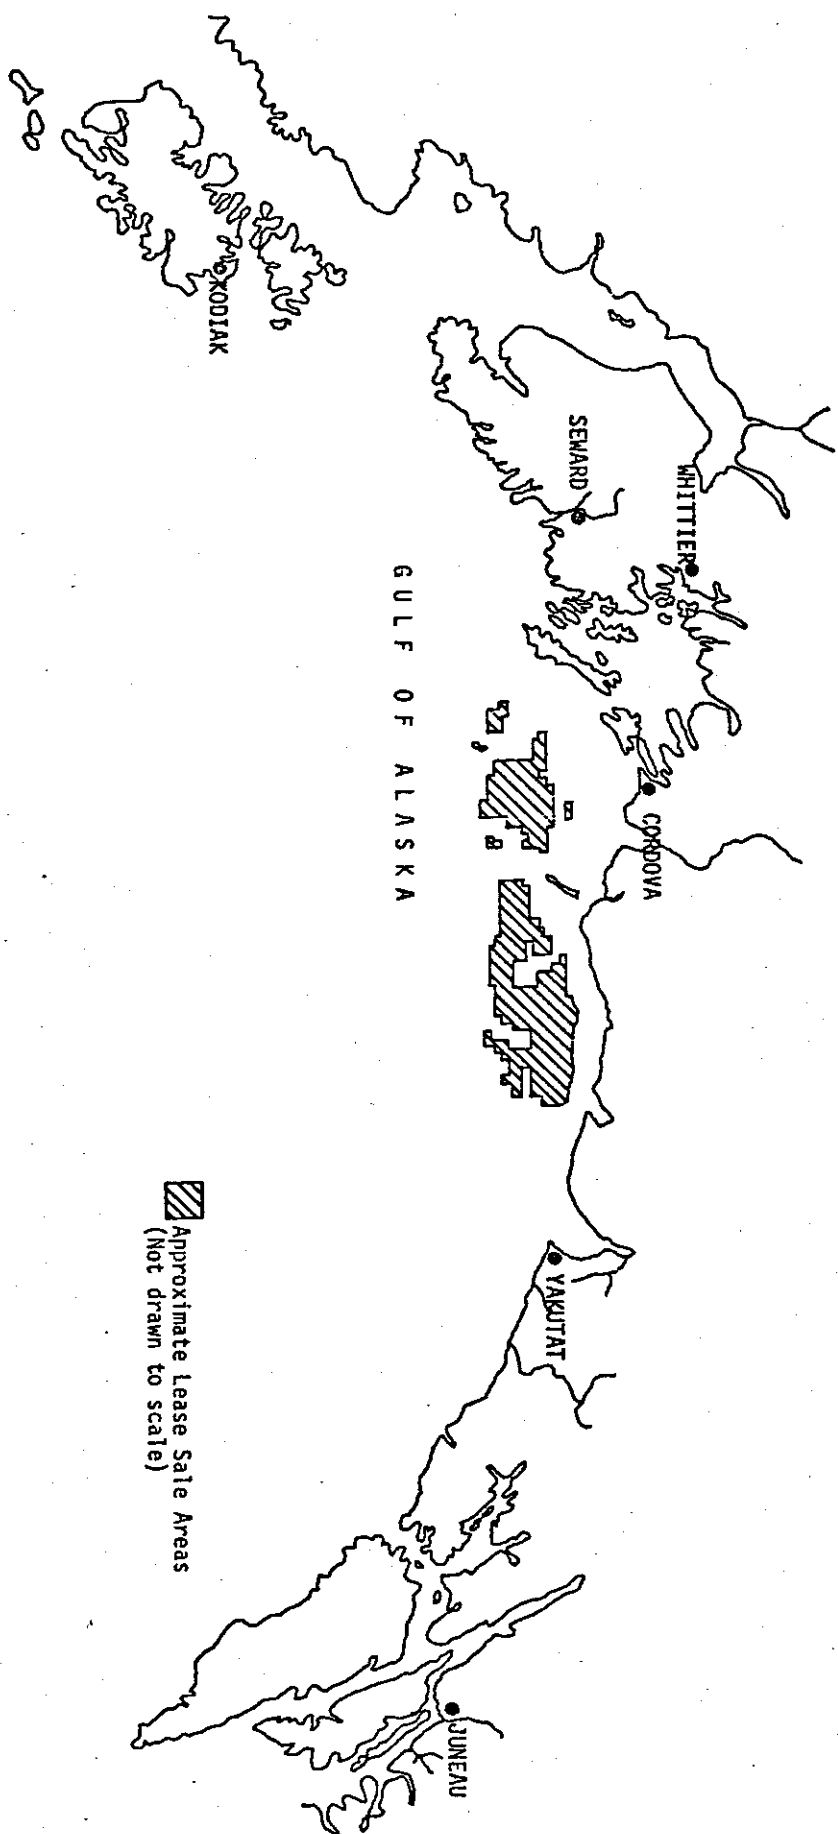 KODIAK
SEWARD
WHITTIER
GULF OF ALASKA
CORDOVA
YAKUTAT
Approximate Lease Sale Areas
(Not drawn to scale)
JUNEAU